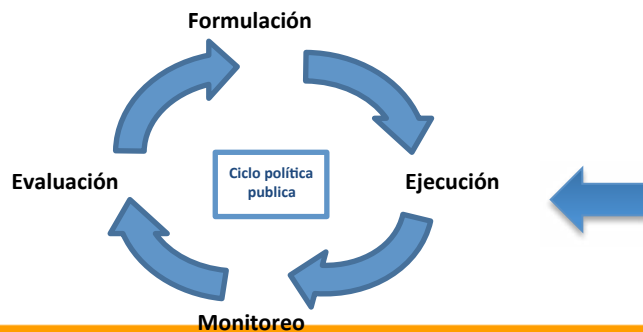 Formulación
Ciclo política
publica
Evaluación
Ejecución
Monitoreo